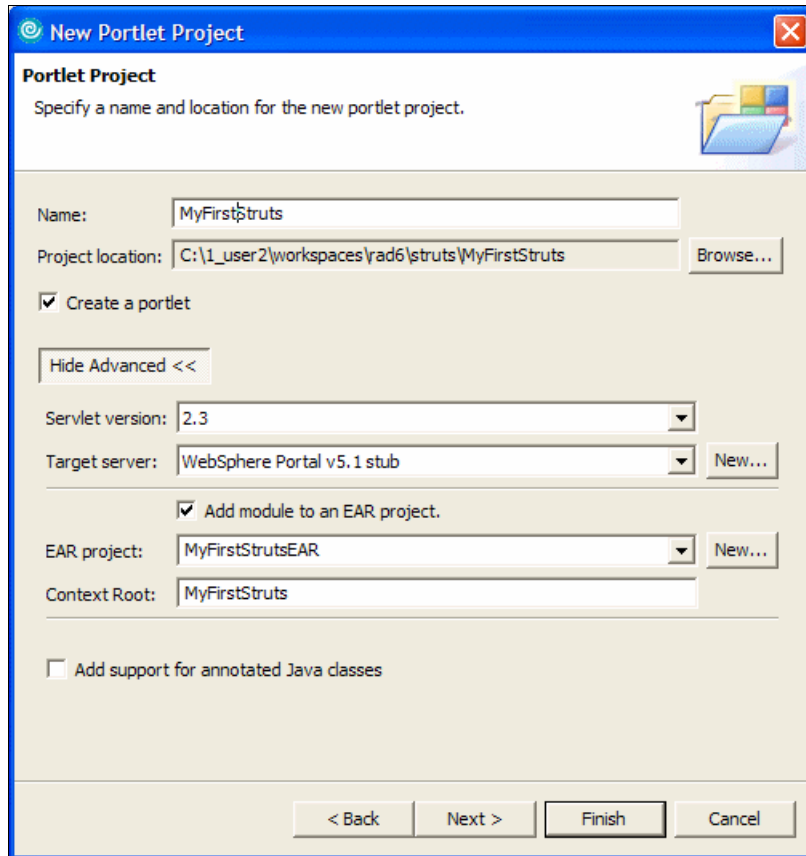 New Portlet Project
Portlet Project
Specify a name and location for the new portlet project.
Name: MyFirstStruts
Project location: C:\1_user2\workspaces\rad6\struts\MyFirstStruts Browse...
Create a portlet
Hide Advanced <<
Servlet version: 2.3
Target server: WebSphere Portal v5.1 stub New...
Add module to an EAR project.
EAR project: MyFirstStrutsEAR New...
Context Root: MyFirstStruts
Add support for annotated Java classes
< Back Next > Finish Cancel